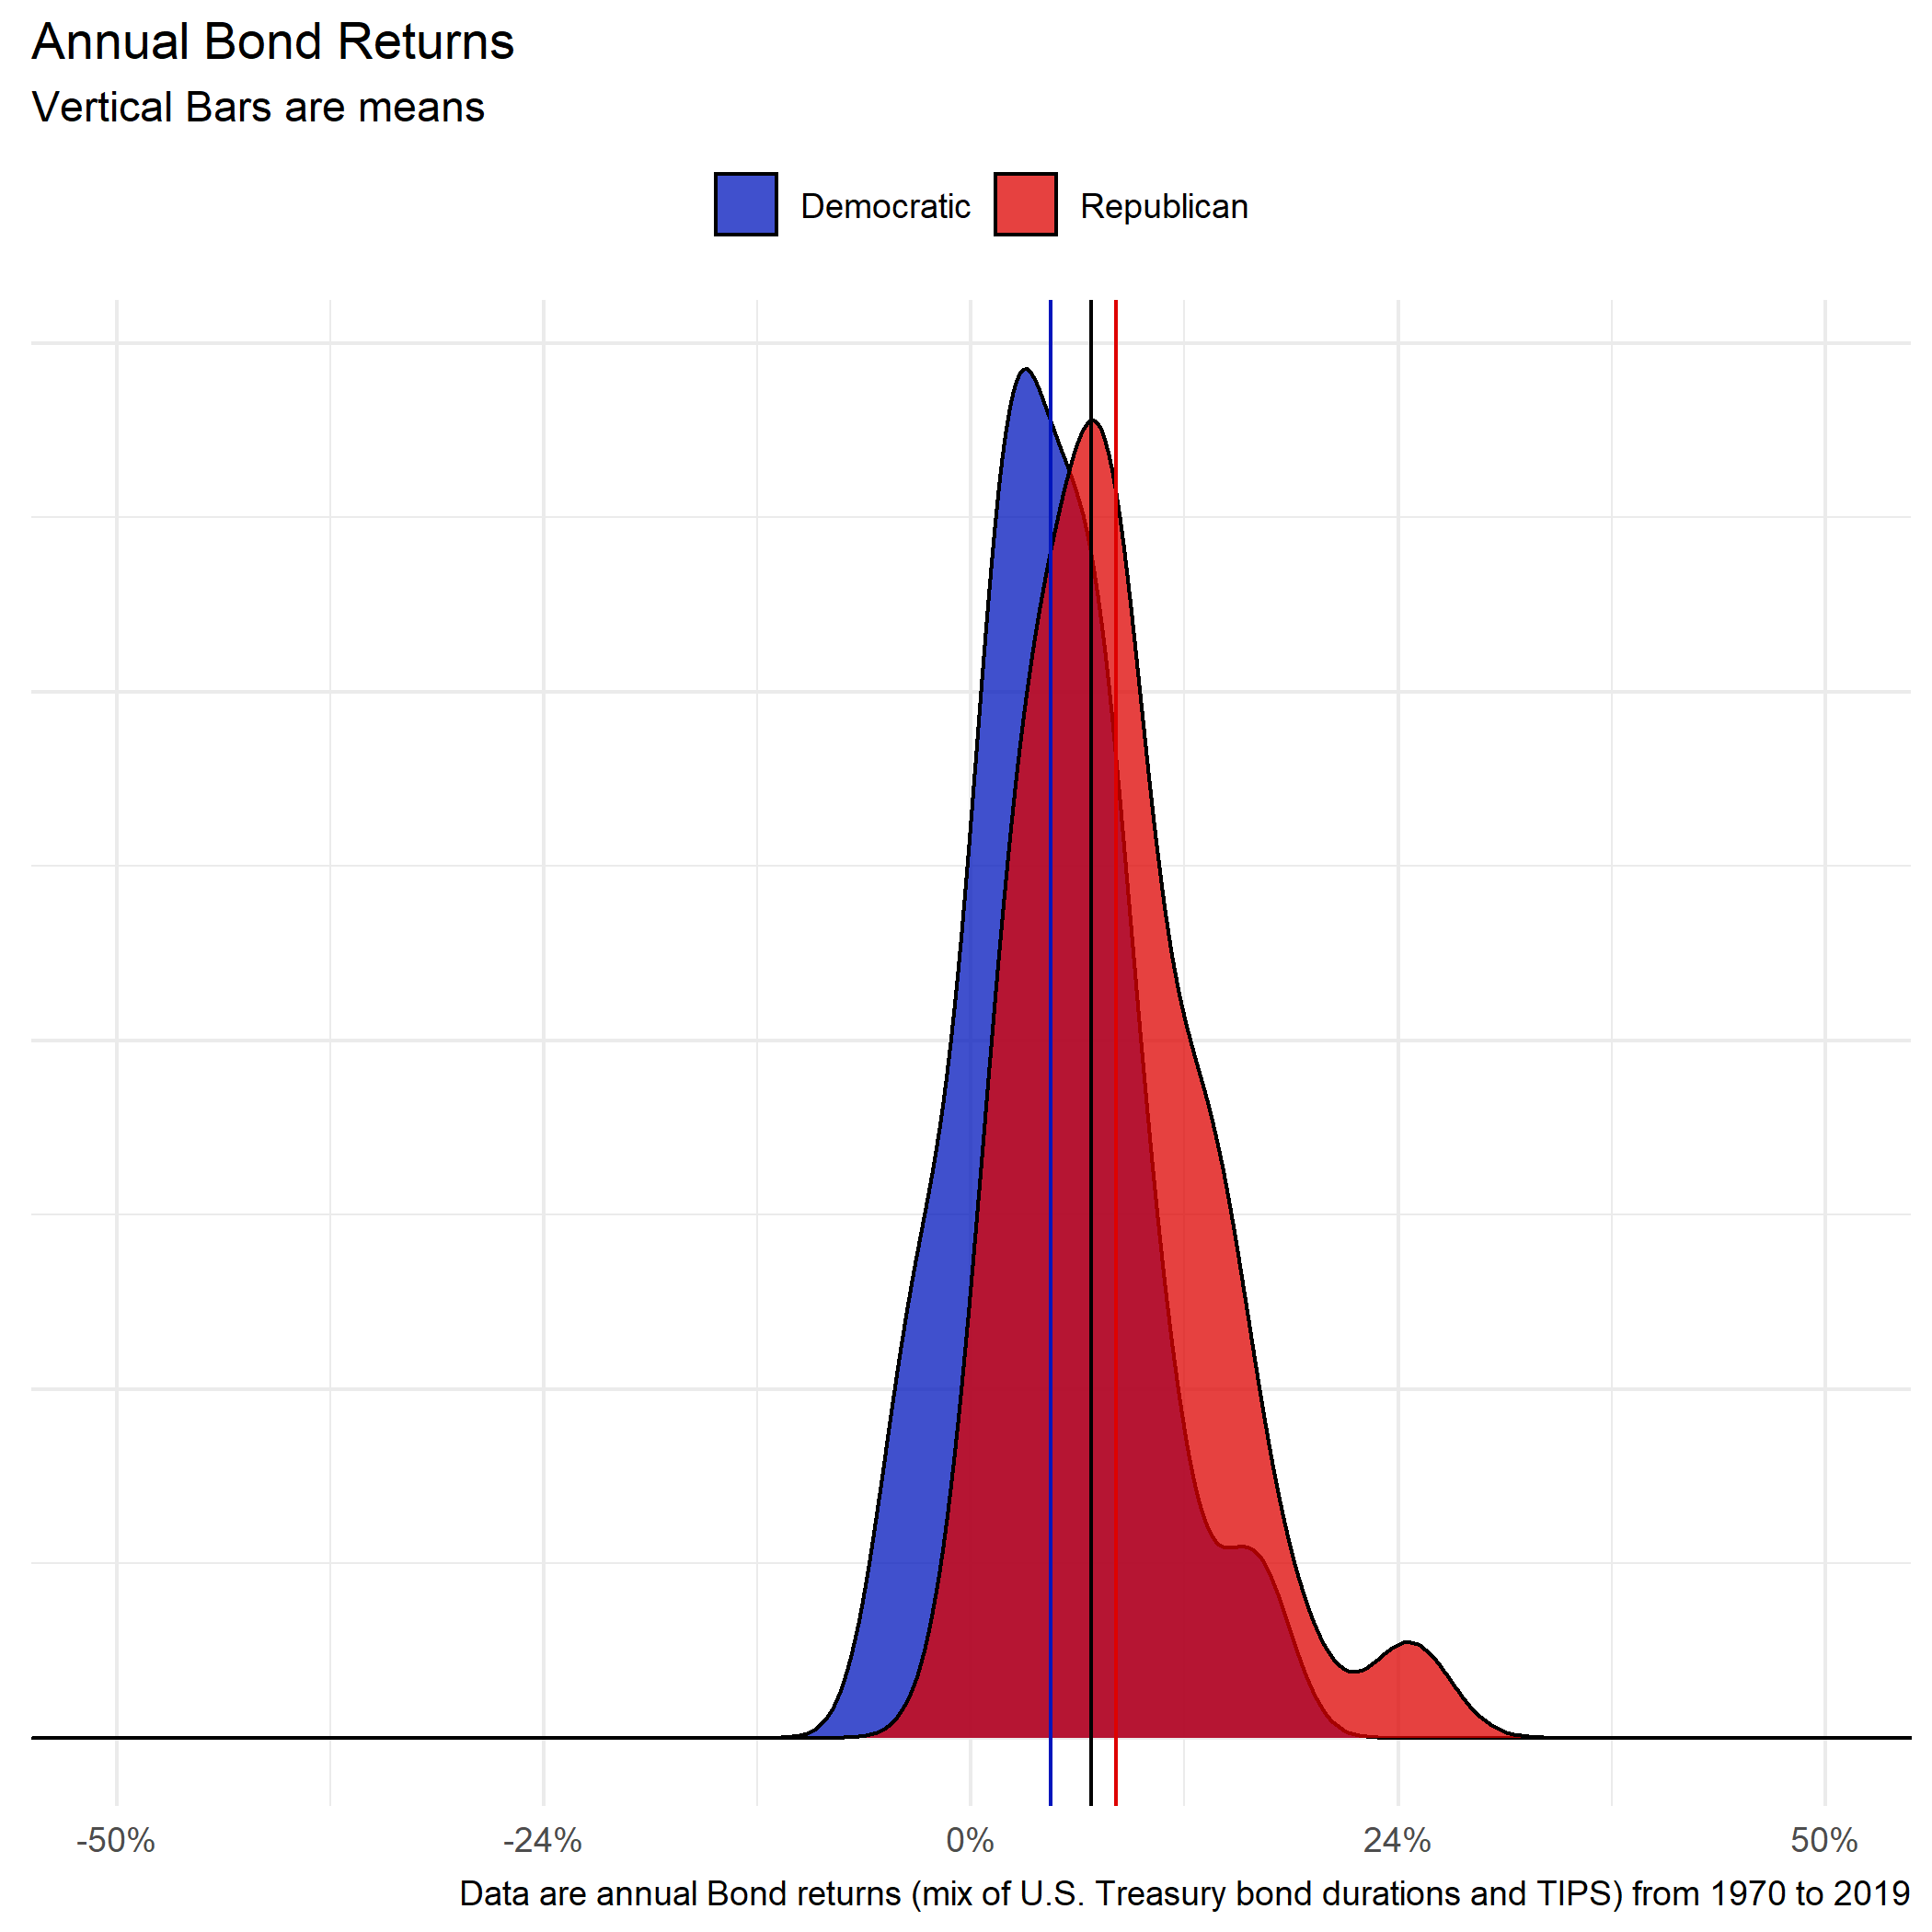 Annual Bond Returns
Vertical Bars are means
Democratic Republican
-50% -24% 0% 24% 50%
Data are annual Bond returns (mix of U.S. Treasury bond durations and TIPS) from 1970 to 2019